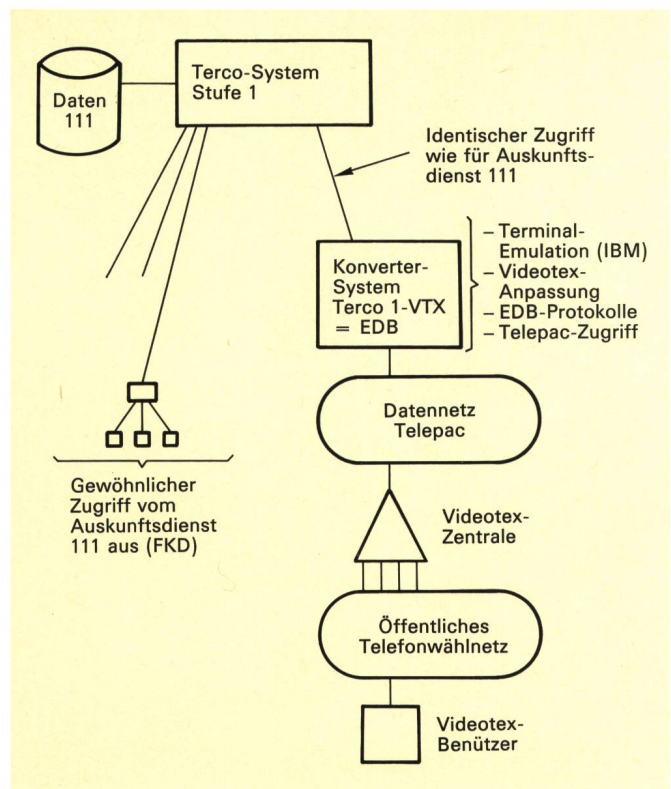 Terco-System
Stufe 1
Daten
111
Identischer Zugriff
wie für Auskunfts-
dienst 111
Konverter-
System
Terco 1-VTX
= EDB
– Terminal-
Emulation (IBM)
– Videotex-
Anpassung
– EDB-Protokolle
– Telepac-Zugriff
Datennetz
Telepac
Gewöhnlicher
Zugriff vom
Auskunftsdienst
111 aus (FKD)
Videotex-
Zentrale
Öffentliches
Telefonwählnetz
Videotex-
Benützer